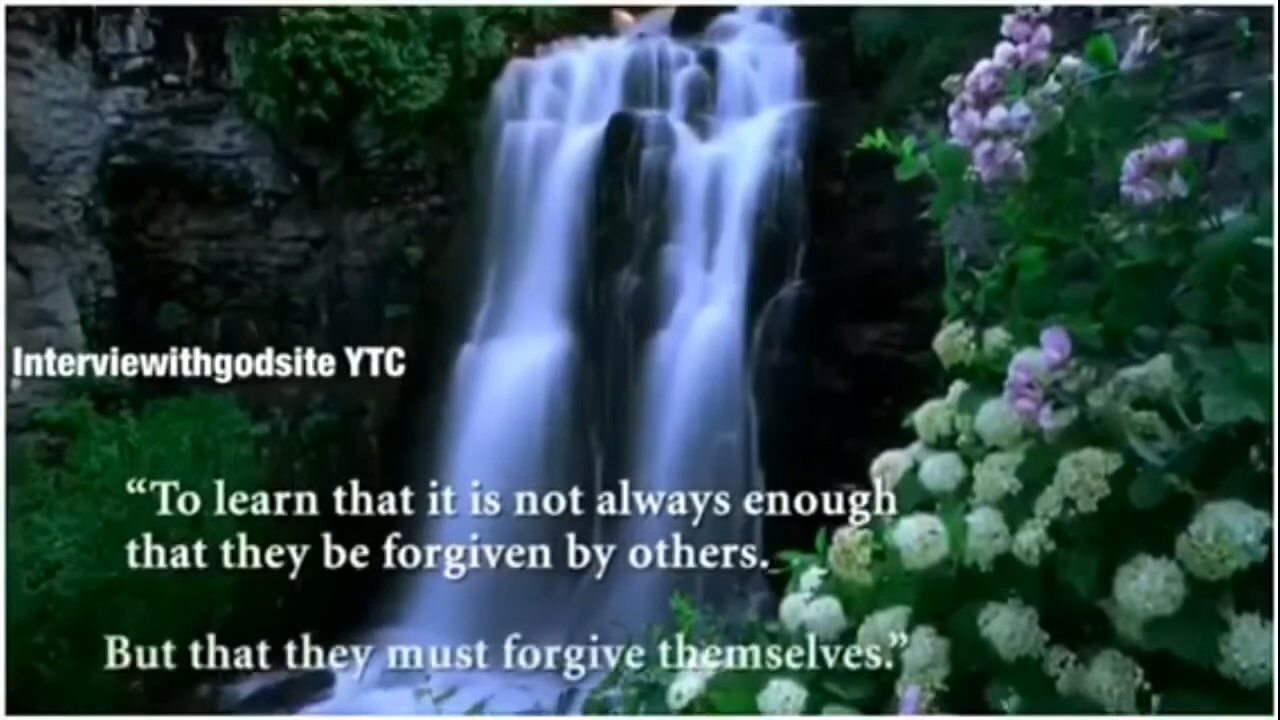 Interviewithgodsite YTC
“To learn that it is not always enough
that they be forgiven by others.
But that they must forgive themselves.”